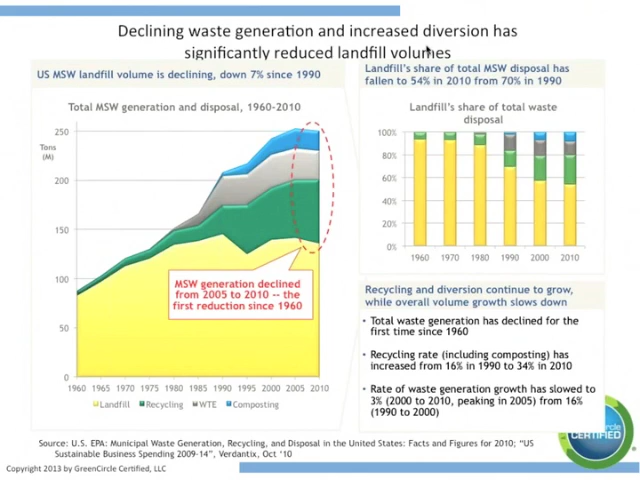 Declining waste generation and increased diversion has
significantly reduced landfill volumes
US MSW landfill volume is declining, down 7% since 1990
Total MSW generation and disposal, 1960-2010
Tons
(M)
250
200
150
100
50
0
1960 1965 1970 1975 1980 1985 1990 1995 2000 2005 2010
Landfill Recycling WTE Composting
MSW generation declined
from 2005 to 2010 -- the
first reduction since 1960
Landfill's share of total MSW disposal has
fallen to 54% in 2010 from 70% in 1990
Landfill's share of total waste
disposal
100%
80%
60%
40%
20%
0%
1960 1970 1980 1990 2000 2010
Recycling and diversion continue to grow,
while overall volume growth slows down
• Total waste generation has declined for the
first time since 1960
• Recycling rate (including composting) has
increased from 16% in 1990 to 34% in 2010
• Rate of waste generation growth has slowed to
3% (2000 to 2010, peaking in 2005) from 16%
(1990 to 2000)
CERTIFIED
®
Source: U.S. EPA: Municipal Waste Generation, Recycling, and Disposal in the United States: Facts and Figures for 2010; "US
Sustainable Business Spending 2009-14", Verdantix, Oct '10
Copyright 2013 by GreenCircle Certified, LLC